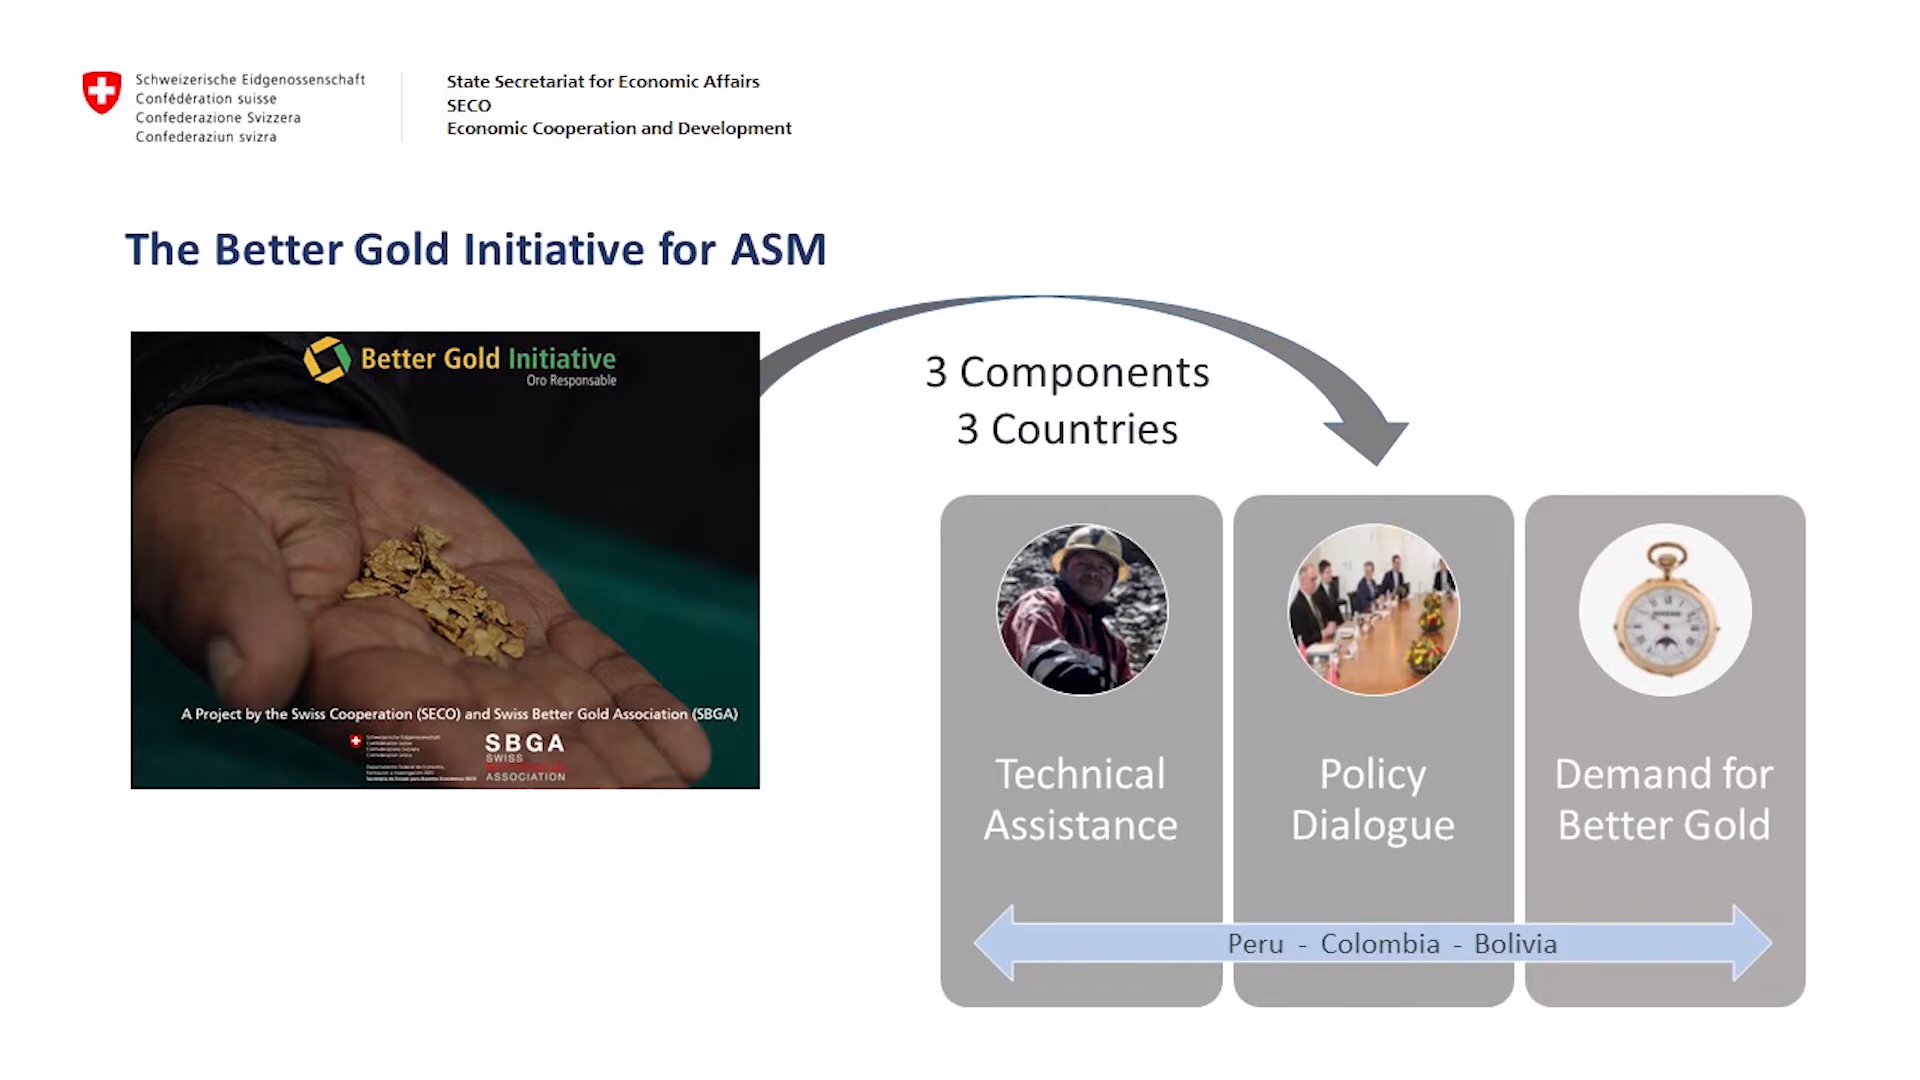 Schweizerische Eidgenossenschaft
Confédération suisse
Confederazione Svizzera
Confederaziun svizra
State Secretariat for Economic Affairs
SECO
Economic Cooperation and Development
The Better Gold Initiative for ASM
Better Gold Initiative
Oro Responsable
A Project by the Swiss Cooperation (SECO) and Swiss Better Gold Association (SBGA)
SBGA
SWISS
ASSOCIATION
3 Components
3 Countries
Technical
Assistance
Policy
Dialogue
Demand for
Better Gold
Peru - Colombia - Bolivia